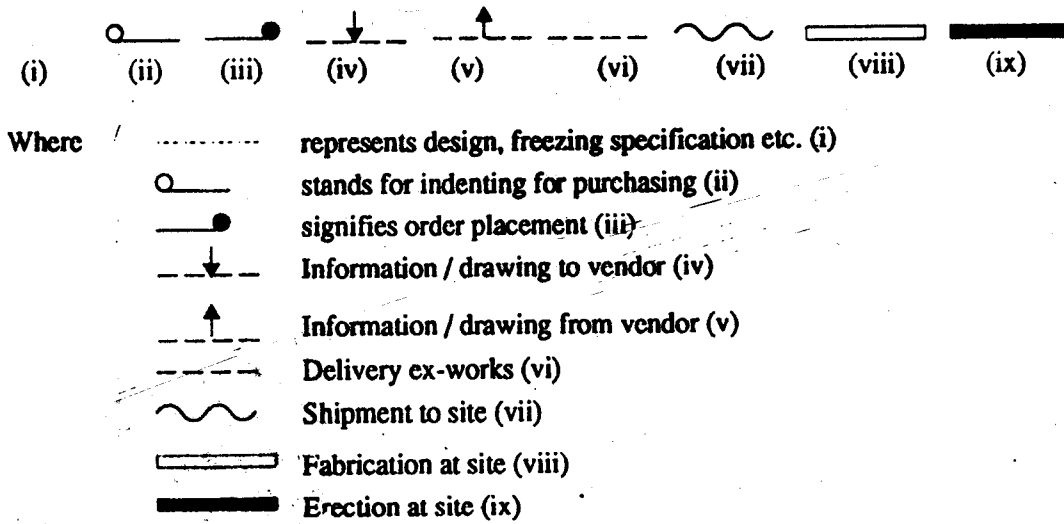 (i) (ii) (iii) (iv) (v) (vi) (vii) (viii) (ix)
Where represents design, freezing specification etc. (i)
stands for indenting for purchasing (ii)
signifies order placement (iii)
Information / drawing to vendor (iv)
Information / drawing from vendor (v)
Delivery ex-works (vi)
Shipment to site (vii)
Fabrication at site (viii)
Erection at site (ix)